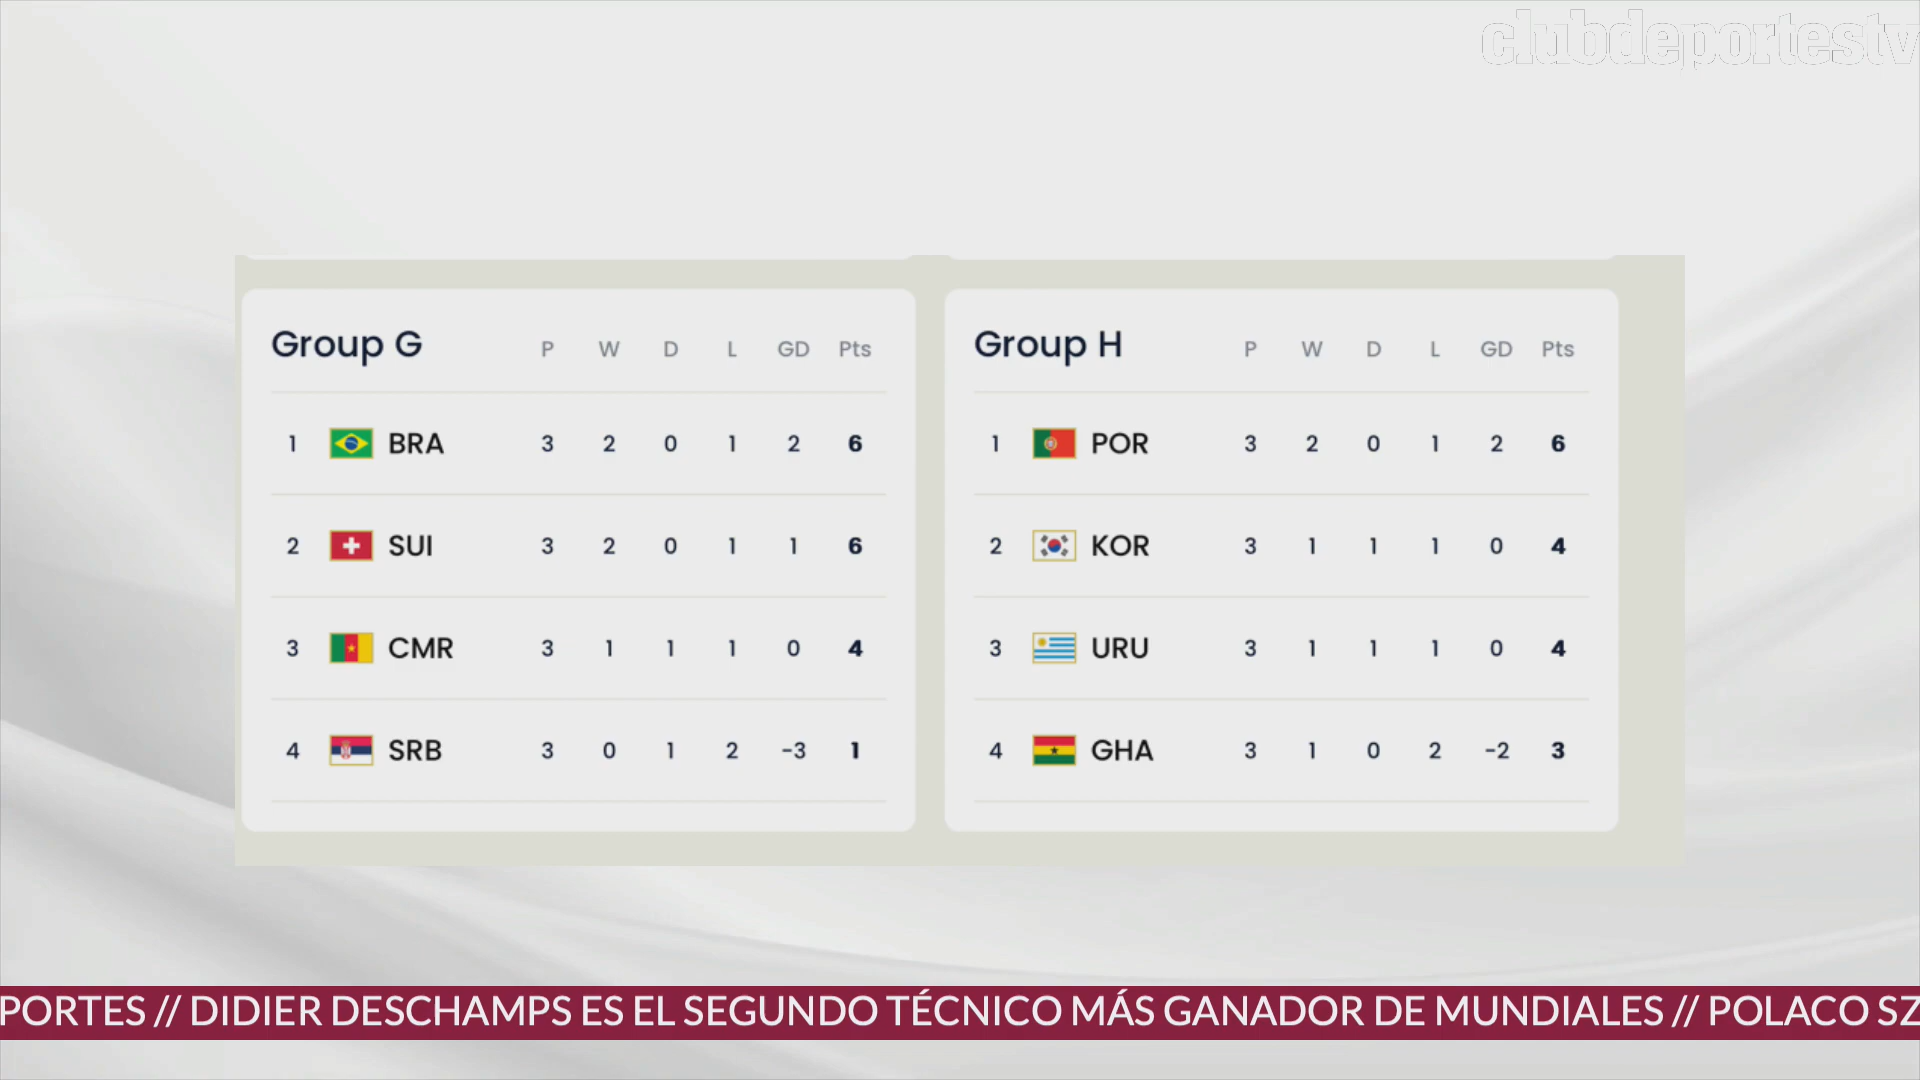 clubdeportestv
Group G P W D L GD Pts
1 BRA 3 2 0 1 2 6
2 SUI 3 2 0 1 1 6
3 CMR 3 1 1 1 0 4
4 SRB 3 0 1 2 -3 1
Group H P W D L GD Pts
1 POR 3 2 0 1 2 6
2 KOR 3 1 1 1 0 4
3 URU 3 1 1 1 0 4
4 GHA 3 1 0 2 -2 3
PORTES // DIDIER DESCHAMPS ES EL SEGUNDO TÉCNICO MÁS GANADOR DE MUNDIALES // POLACO SZ